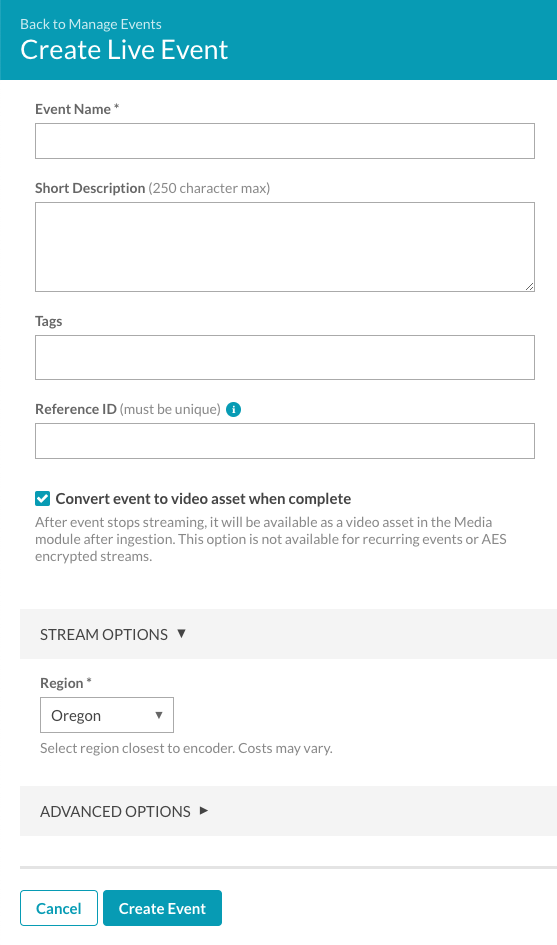 Back to Manage Events
Create Live Event
Event Name *
Short Description (250 character max)
Tags
Reference ID (must be unique) i
Convert event to video asset when complete
After event stops streaming, it will be available as a video asset in the Media
module after ingestion. This option is not available for recurring events or AES
encrypted streams.
STREAM OPTIONS ▼
Region *
Oregon ▼
Select region closest to encoder. Costs may vary.
ADVANCED OPTIONS ►
Cancel
Create Event